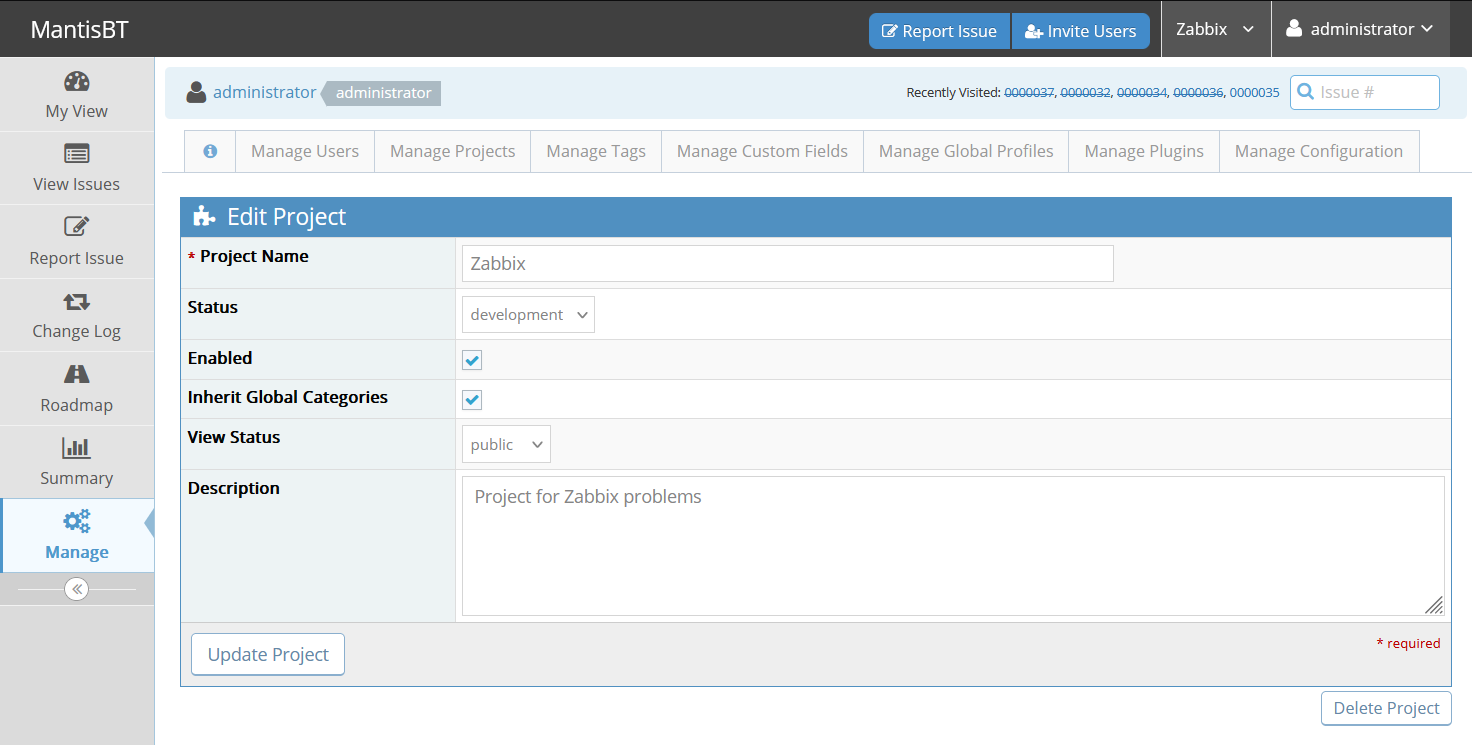 MantisBT
Report Issue
Invite Users
Zabbix
administrator
My View
View Issues
Report Issue
Change Log
Roadmap
Summary
Manage
administrator
administrator
Recently Visited: 0000037, 0000032, 0000034, 0000036, 0000035
Issue #
Manage Users
Manage Projects
Manage Tags
Manage Custom Fields
Manage Global Profiles
Manage Plugins
Manage Configuration
Edit Project
* Project Name
Zabbix
Status
development
Enabled
Inherit Global Categories
View Status
public
Description
Project for Zabbix problems
Update Project
* required
Delete Project